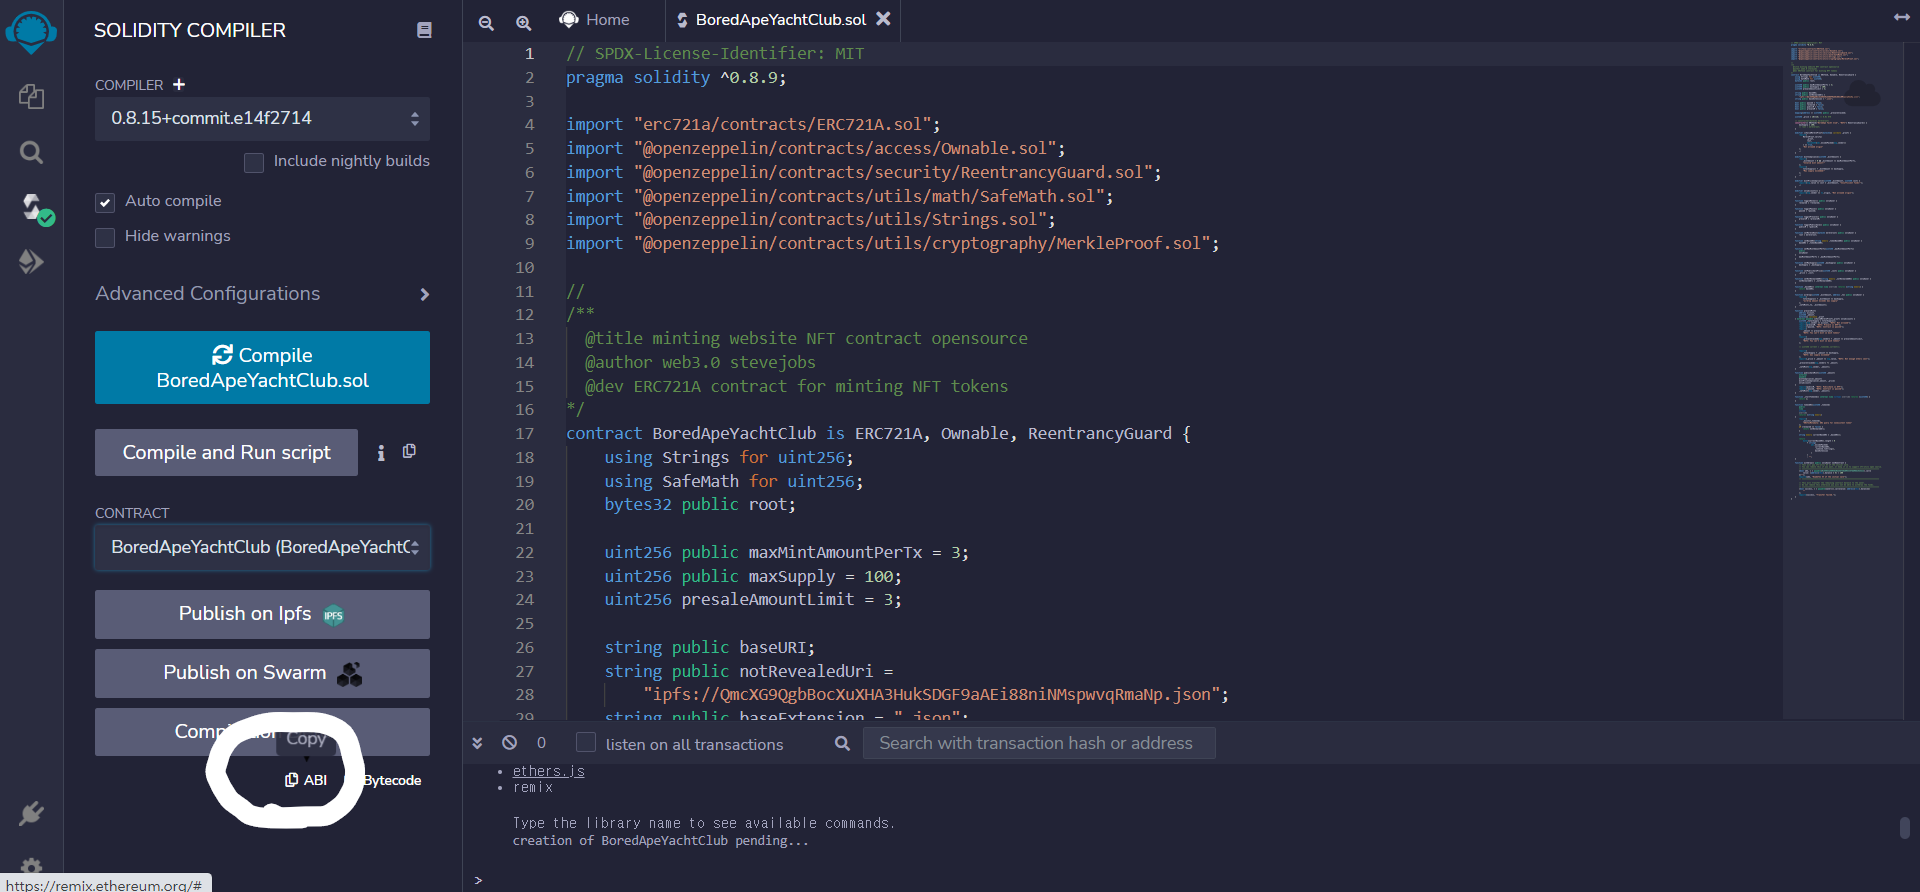 SOLIDITY COMPILER
COMPILER +
0.8.15+commit.e14f2714
Include nightly builds
Auto compile
Hide warnings
Advanced Configurations
Compile
BoredApeYachtClub.sol
Compile and Run script
CONTRACT
BoredApeYachtClub (BoredApeYachtC
Publish on Ipfs IPFS
Publish on Swarm
Comp
Copy
ABI Bytecode
https://remix.ethereum.org/#
Home BoredApeYachtClub.sol
1 // SPDX-License-Identifier: MIT
2 pragma solidity ^0.8.9;
3
4 import "erc721a/contracts/ERC721A.sol";
5 import "@openzeppelin/contracts/access/Ownable.sol";
6 import "@openzeppelin/contracts/security/ReentrancyGuard.sol";
7 import "@openzeppelin/contracts/utils/math/SafeMath.sol";
8 import "@openzeppelin/contracts/utils/Strings.sol";
9 import "@openzeppelin/contracts/utils/cryptography/MerkleProof.sol";
10
11 //
12 /**
13 @title minting website NFT contract opensource
14 @author web3.0 stevejobs
15 @dev ERC721A contract for minting NFT tokens
16 */
17 contract BoredApeYachtClub is ERC721A, Ownable, ReentrancyGuard {
18 using Strings for uint256;
19 using SafeMath for uint256;
20 bytes32 public root;
21
22 uint256 public maxMintAmountPerTx = 3;
23 uint256 public maxSupply = 100;
24 uint256 presaleAmountLimit = 3;
25
26 string public baseURI;
27 string public notRevealedUri =
28 "ipfs://QmcXG9QgbBocXuXHA3HukSDGF9aAEi88niNMspwvqRmaNp.json";
29 string public baseExtension = ".json";
0 listen on all transactions Search with transaction hash or address
• ethers.js
• remix
Type the library name to see available commands.
creation of BoredApeYachtClub pending...
>